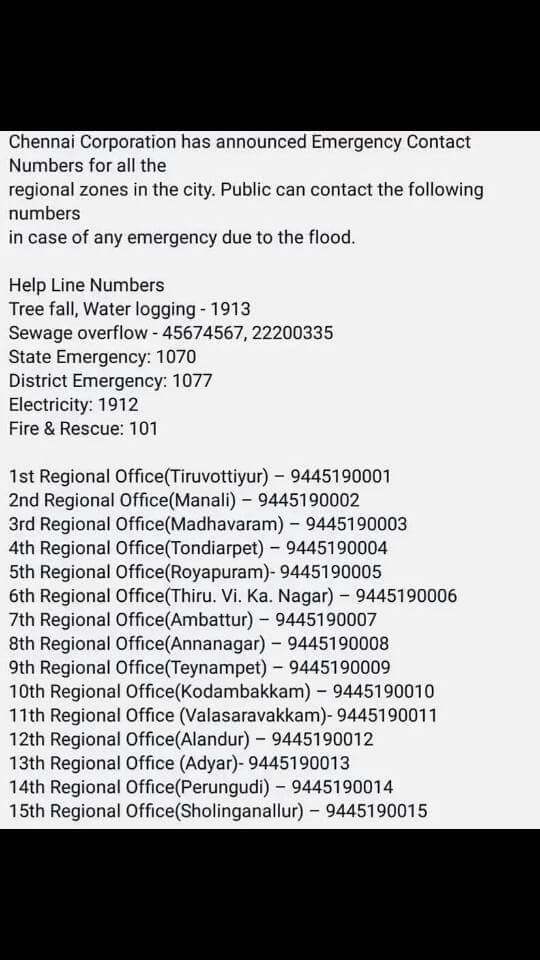 Chennai Corporation has announced Emergency Contact
Numbers for all the
regional zones in the city. Public can contact the following
numbers
in case of any emergency due to the flood.
Help Line Numbers
Tree fall, Water logging - 1913
Sewage overflow - 45674567, 22200335
State Emergency: 1070
District Emergency: 1077
Electricity: 1912
Fire & Rescue: 101
1st Regional Office(Tiruvottiyur) – 9445190001
2nd Regional Office(Manali) – 9445190002
3rd Regional Office(Madhavaram) – 9445190003
4th Regional Office(Tondiarpet) – 9445190004
5th Regional Office(Royapuram)- 9445190005
6th Regional Office(Thiru. Vi. Ka. Nagar) – 9445190006
7th Regional Office(Ambattur) – 9445190007
8th Regional Office(Annanagar) – 9445190008
9th Regional Office(Teynampet) – 9445190009
10th Regional Office(Kodambakkam) – 9445190010
11th Regional Office (Valasaravakkam)- 9445190011
12th Regional Office(Alandur) – 9445190012
13th Regional Office (Adyar)- 9445190013
14th Regional Office(Perungudi) – 9445190014
15th Regional Office(Sholinganallur) – 9445190015